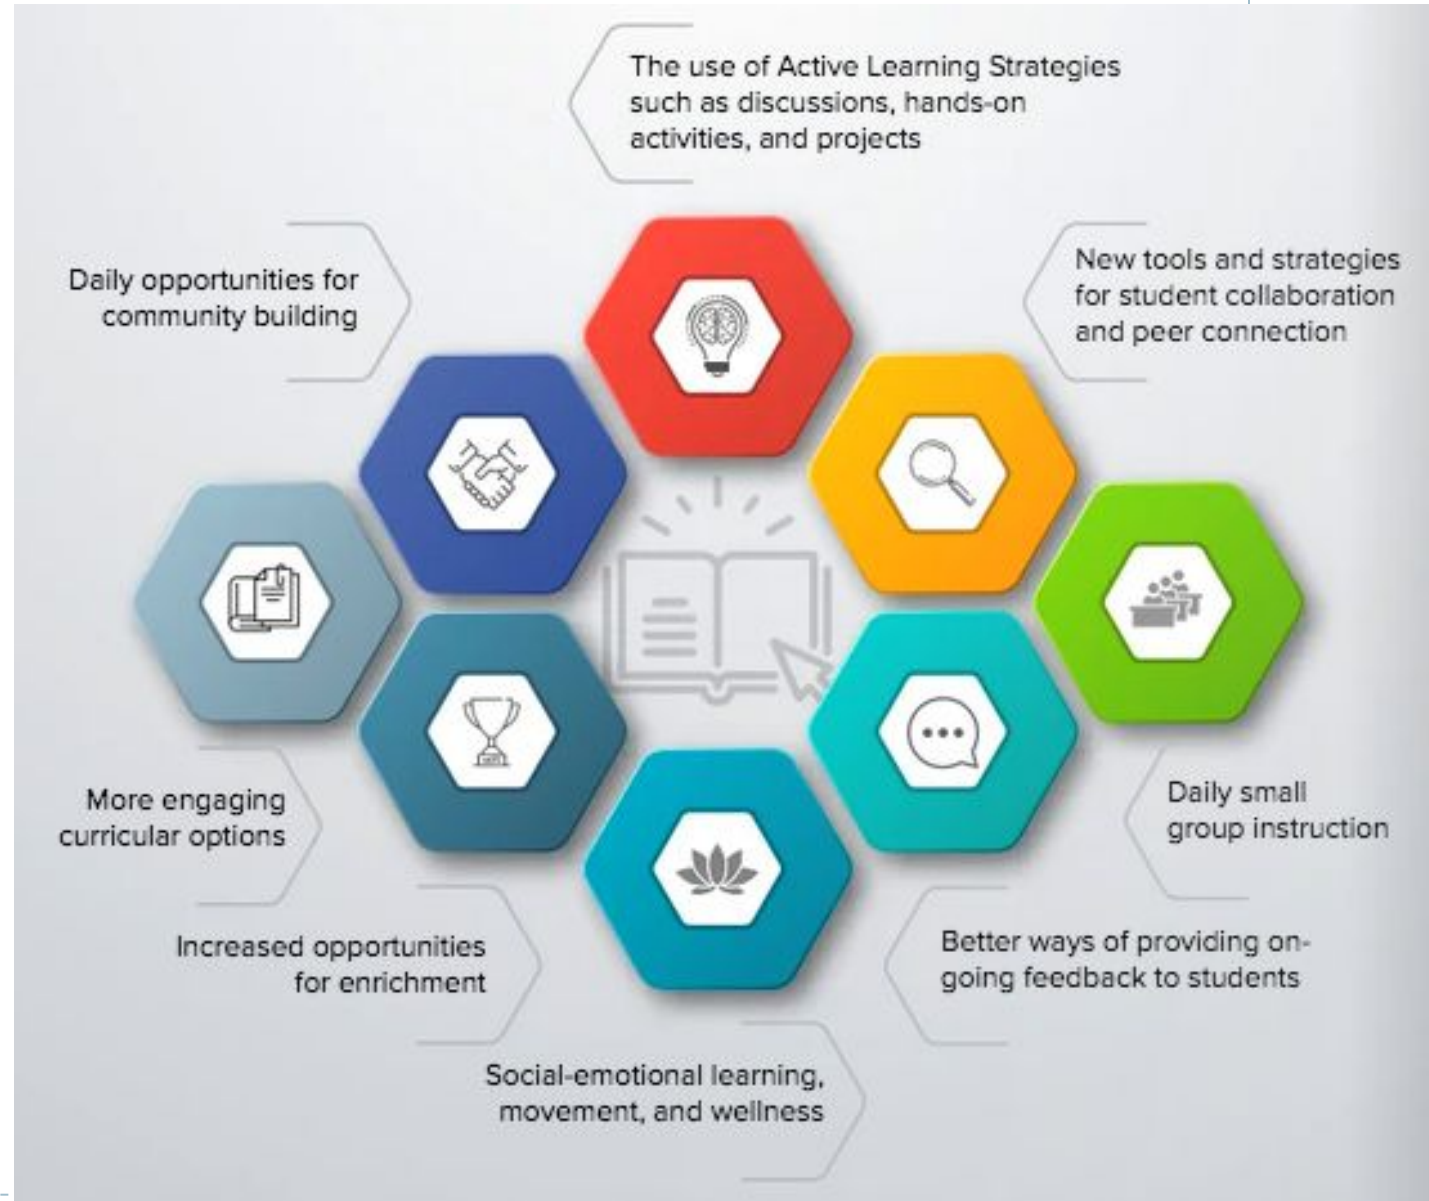 The use of Active Learning Strategies
such as discussions, hands-on
activities, and projects
Daily opportunities for
community building
New tools and strategies
for student collaboration
and peer connection
More engaging
curricular options
Daily small
group instruction
Increased opportunities
for enrichment
Better ways of providing on-
going feedback to students
Social-emotional learning,
movement, and wellness